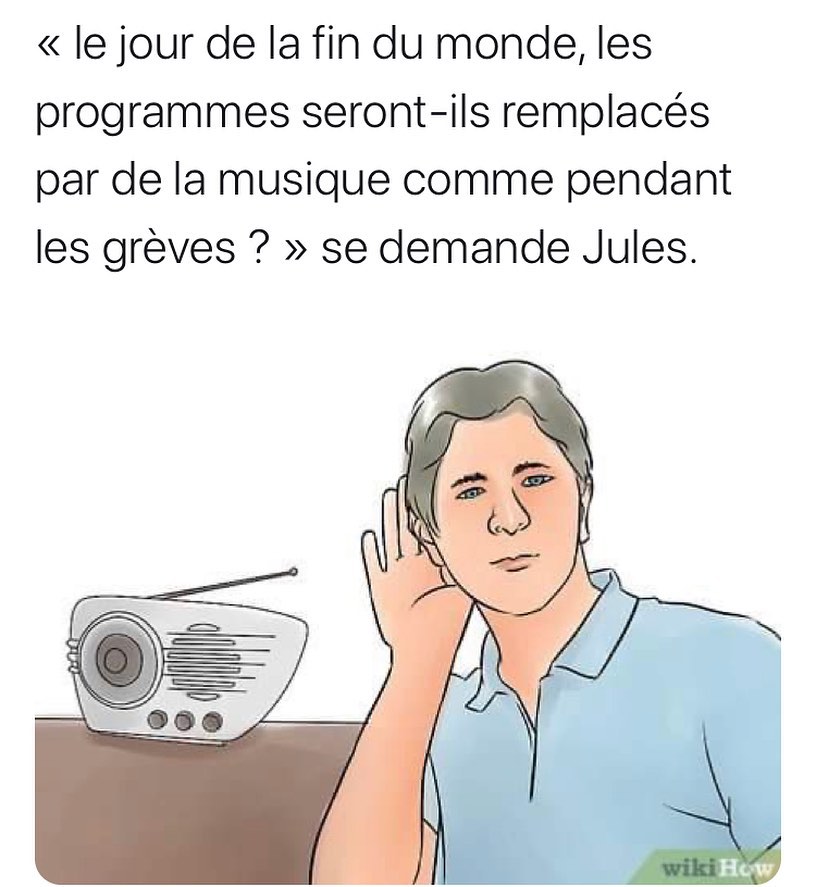 « le jour de la fin du monde, les
programmes seront-ils remplacés
par de la musique comme pendant
les grèves ? » se demande Jules.
wikiHow